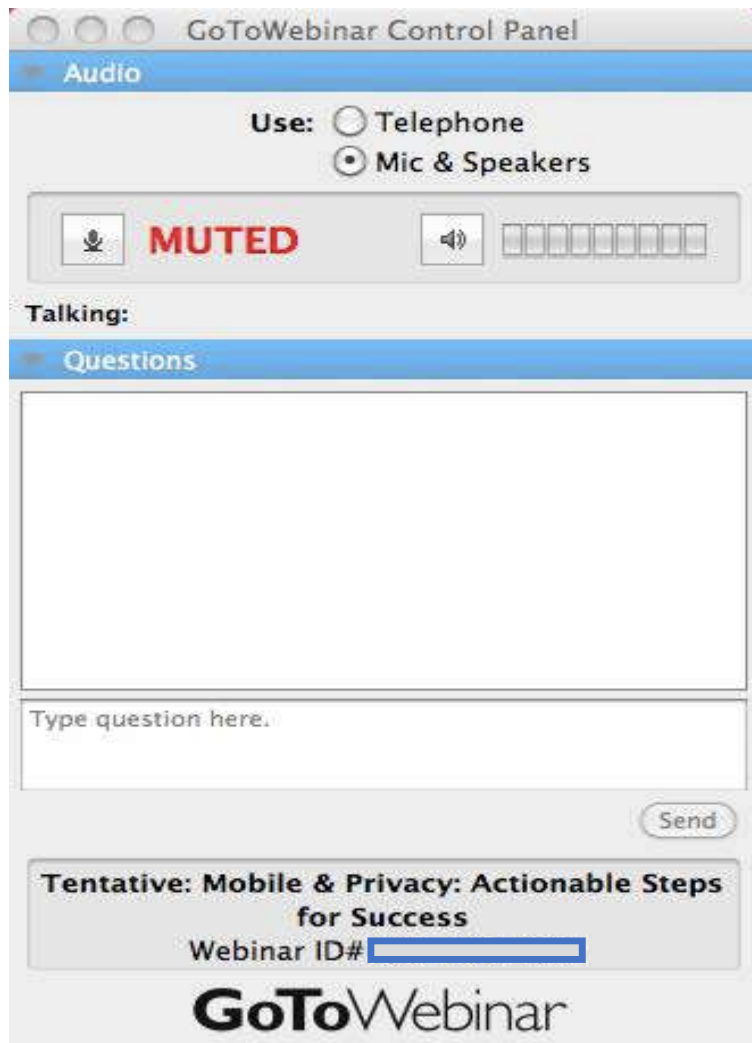 GoToWebinar Control Panel
Audio
Use: Telephone
Mic & Speakers
MUTED
Talking:
Questions
Type question here.
Send
Tentative: Mobile & Privacy: Actionable Steps
for Success
Webinar ID#
GoToWebinar